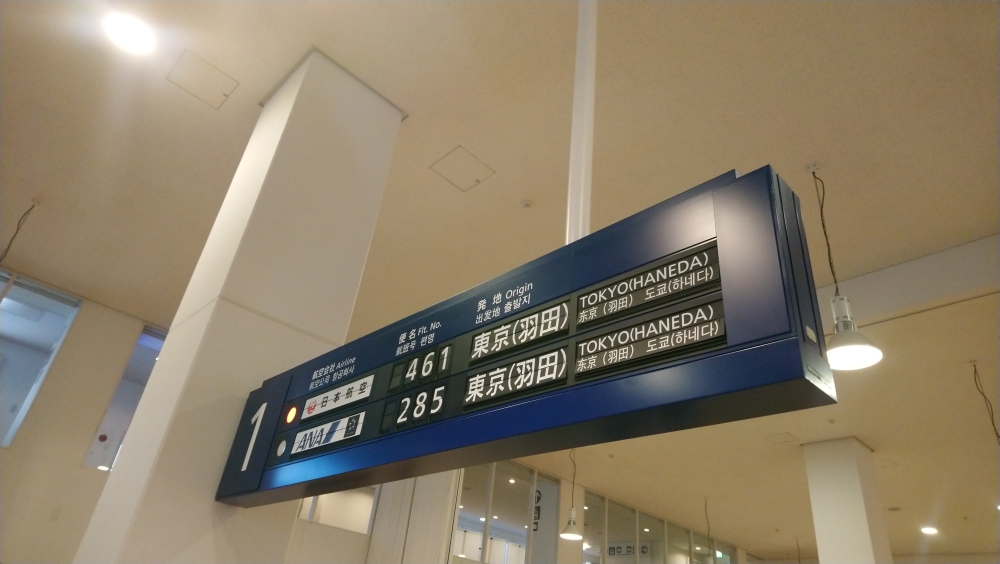 1
航空会社 Airline
航空公司 항공회사
便名 Flt. No.
航班号 편명
発地 Origin
出发地 출발지
日本航空
461
東京(羽田)
TOKYO(HANEDA)
东京(羽田) 도쿄(하네다)
ANA
285
東京(羽田)
TOKYO(HANEDA)
东京(羽田) 도쿄(하네다)